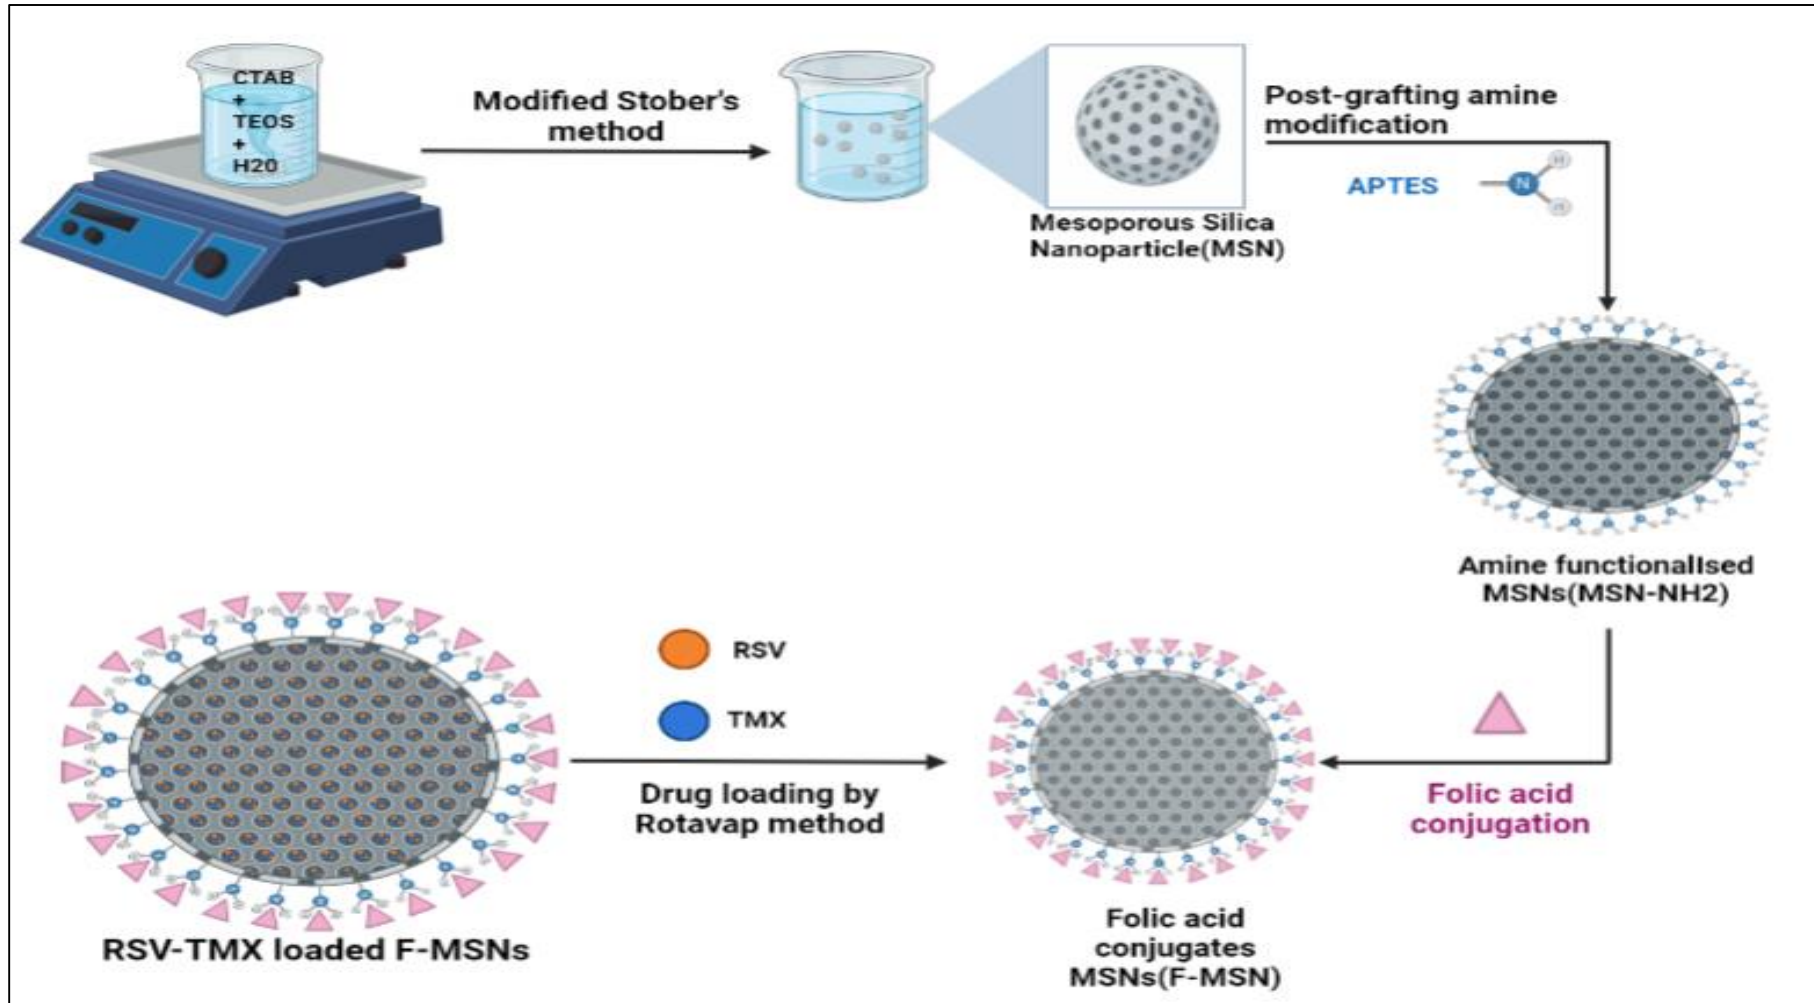 CTAB
+
TEOS
+
H20
Modified Stober's
method
Mesoporous Silica
Nanoparticle(MSN)
Post-grafting amine
modification
APTES
N
H
H
Amine functionalIsed
MSNs(MSN-NH2)
Folic acid
conjugation
Folic acid
conjugates
MSNs(F-MSN)
RSV
TMX
Drug loading by
Rotavap method
RSV-TMX loaded F-MSNs